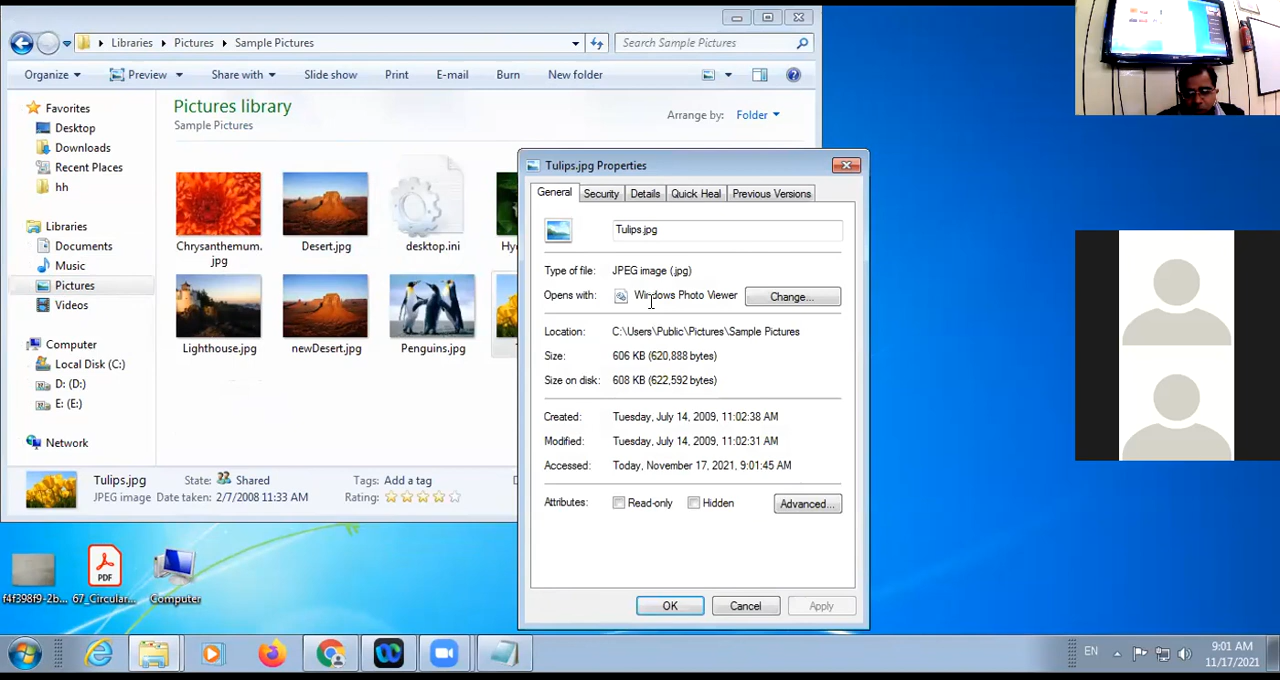 Libraries
Pictures
Sample Pictures
Search Sample Pictures
Organize
Preview
Share with
Slide show
Print
E-mail
Burn
New folder
Favorites
Desktop
Downloads
Recent Places
hh
Libraries
Documents
Music
Pictures
Videos
Computer
Local Disk (C:)
D: (D:)
E: (E:)
Network
Pictures library
Sample Pictures
Arrange by: Folder
Chrysanthemum.
jpg
Desert.jpg
desktop.ini
Hy
Lighthouse.jpg
newDesert.jpg
Penguins.jpg
Tulips.jpg
State: Shared
Tags: Add a tag
JPEG image
Date taken: 2/7/2008 11:33 AM
Rating:
Tulips.jpg Properties
General
Security
Details
Quick Heal
Previous Versions
Tulips.jpg
Type of file: JPEG image (.jpg)
Opens with: Windows Photo Viewer
Change...
Location: C:\Users\Public\Pictures\Sample Pictures
Size: 606 KB (620,888 bytes)
Size on disk: 608 KB (622,592 bytes)
Created: Tuesday, July 14, 2009, 11:02:38 AM
Modified: Tuesday, July 14, 2009, 11:02:31 AM
Accessed: Today, November 17, 2021, 9:01:45 AM
Attributes: Read-only Hidden
Advanced...
OK
Cancel
Apply
f4f398f9-2b...
PDF
67_Circular...
Computer
EN
9:01 AM
11/17/2021